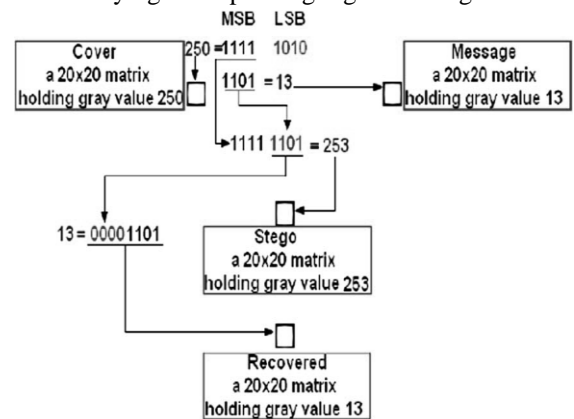 MSB LSB
250 =1111 1010
Cover
a 20x20 matrix
holding gray value 250
1101 = 13
Message
a 20x20 matrix
holding gray value 13
1111 1101 = 253
13 = 00001101
Stego
a 20x20 matrix
holding gray value 253
Recovered
a 20x20 matrix
holding gray value 13